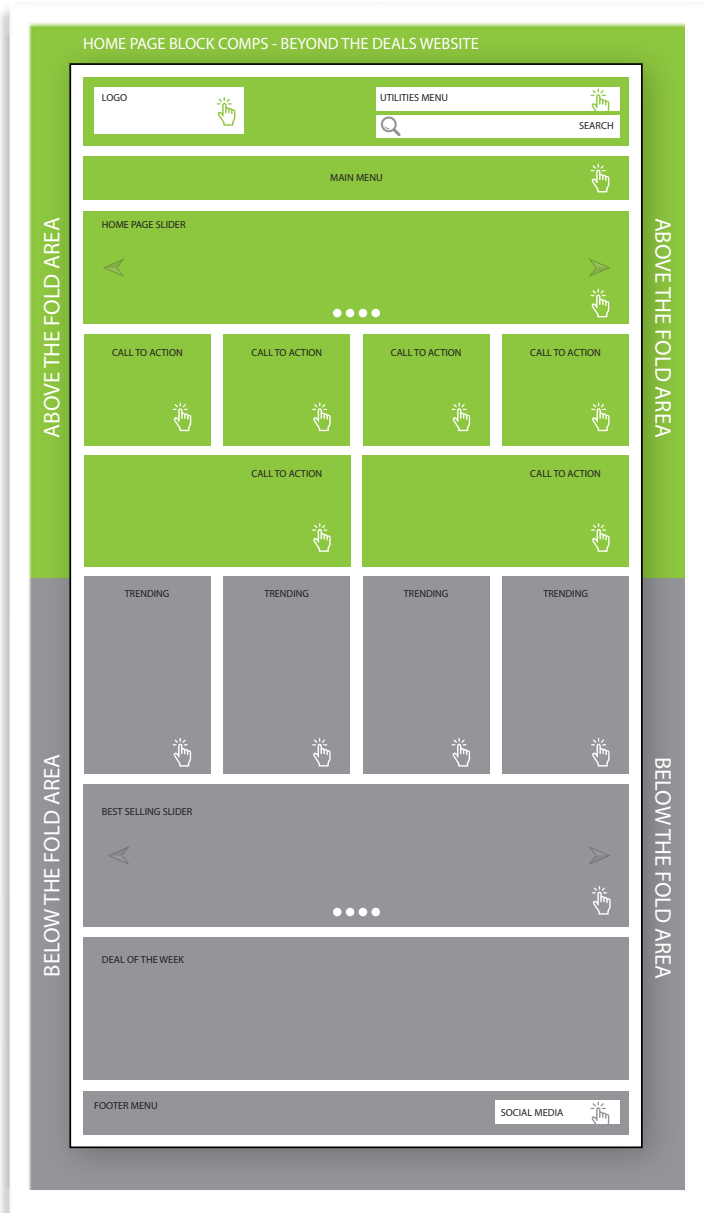 HOME PAGE BLOCK COMPS - BEYOND THE DEALS WEBSITE
LOGO
UTILITIES MENU
SEARCH
MAIN MENU
HOME PAGE SLIDER
ABOVE THE FOLD AREA
ABOVE THE FOLD AREA
CALL TO ACTION
CALL TO ACTION
CALL TO ACTION
CALL TO ACTION
CALL TO ACTION
CALL TO ACTION
TRENDING
TRENDING
TRENDING
TRENDING
BELOW THE FOLD AREA
BELOW THE FOLD AREA
BEST SELLING SLIDER
DEAL OF THE WEEK
FOOTER MENU
SOCIAL MEDIA